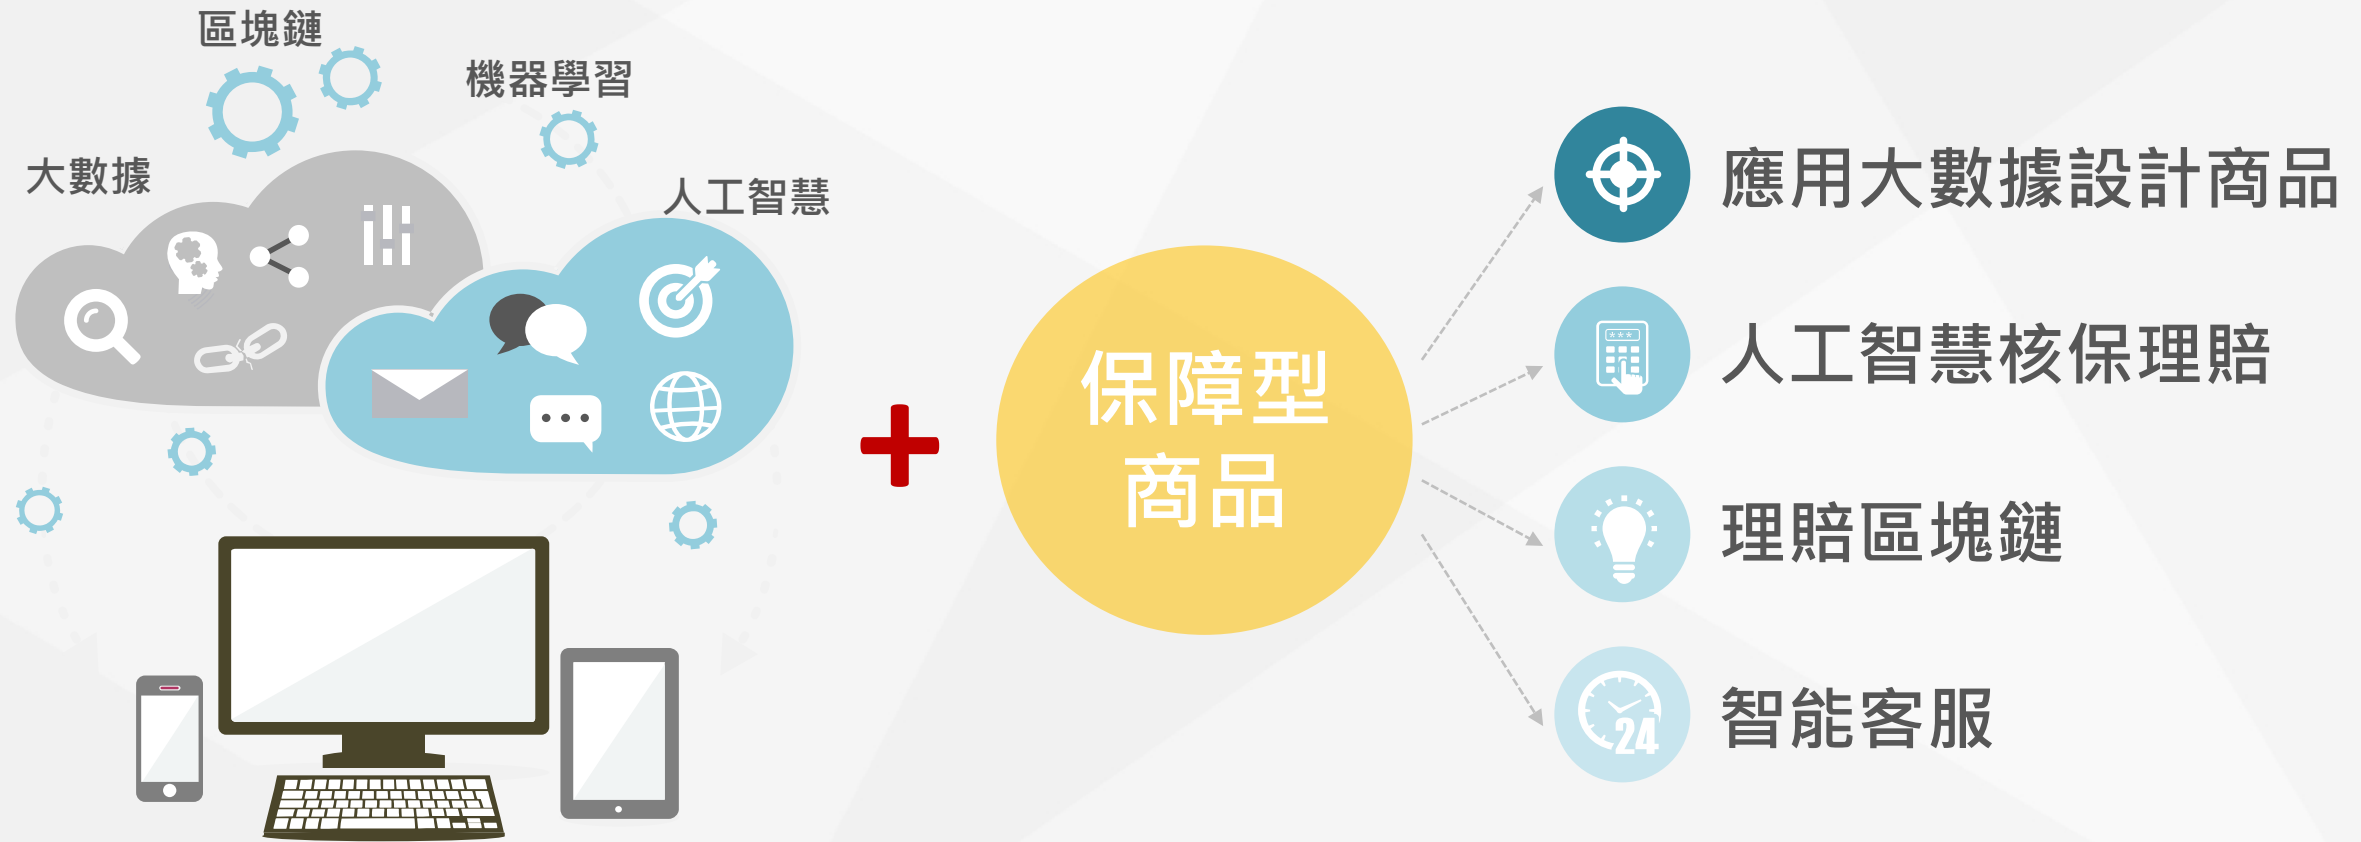 區塊鏈
機器學習
大數據
人工智慧
保障型
商品
應用大數據設計商品
人工智慧核保理賠
***
理賠區塊鏈
智能客服
24